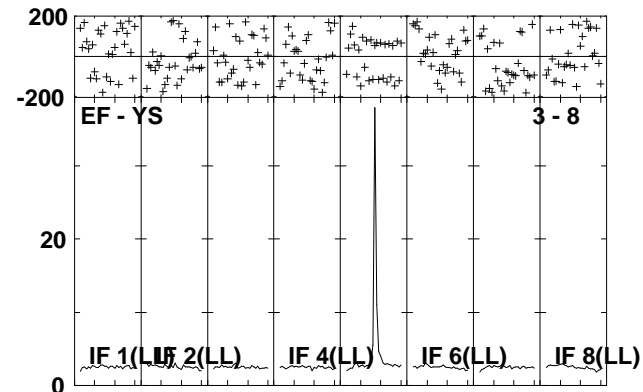 200
-200
EF - YS 3 - 8
20
IF 1(LL) IF 2(LL) IF 4(LL) IF 6(LL) IF 8(LL)
0